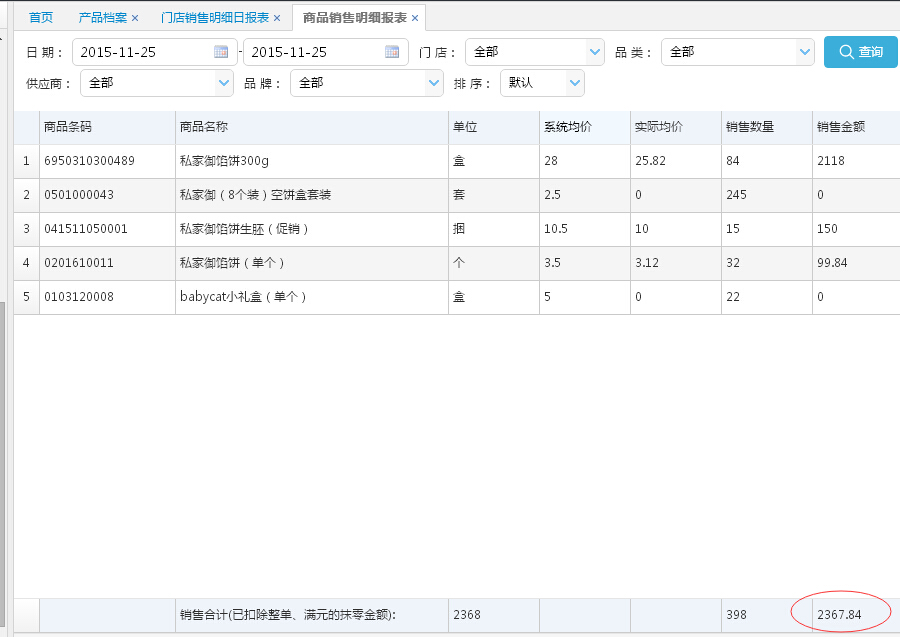 首页 产品档案 × 门店销售明细日报表 × 商品销售明细报表 ×
日 期： 2015-11-25 - 2015-11-25 门 店： 全部 品 类： 全部 查询
供应商： 全部 品 牌： 全部 排 序： 默认
商品条码 商品名称 单位 系统均价 实际均价 销售数量 销售金额
1 6950310300489 私家御馅饼300g 盒 28 25.82 84 2118
2 0501000043 私家御（8个装）空饼盒套装 套 2.5 0 245 0
3 041511050001 私家御馅饼生胚（促销） 捆 10.5 10 15 150
4 0201610011 私家御馅饼（单个） 个 3.5 3.12 32 99.84
5 0103120008 babycat小礼盒（单个） 盒 5 0 22 0
销售合计(已扣除整单、满元的抹零金额): 2368 398 2367.84